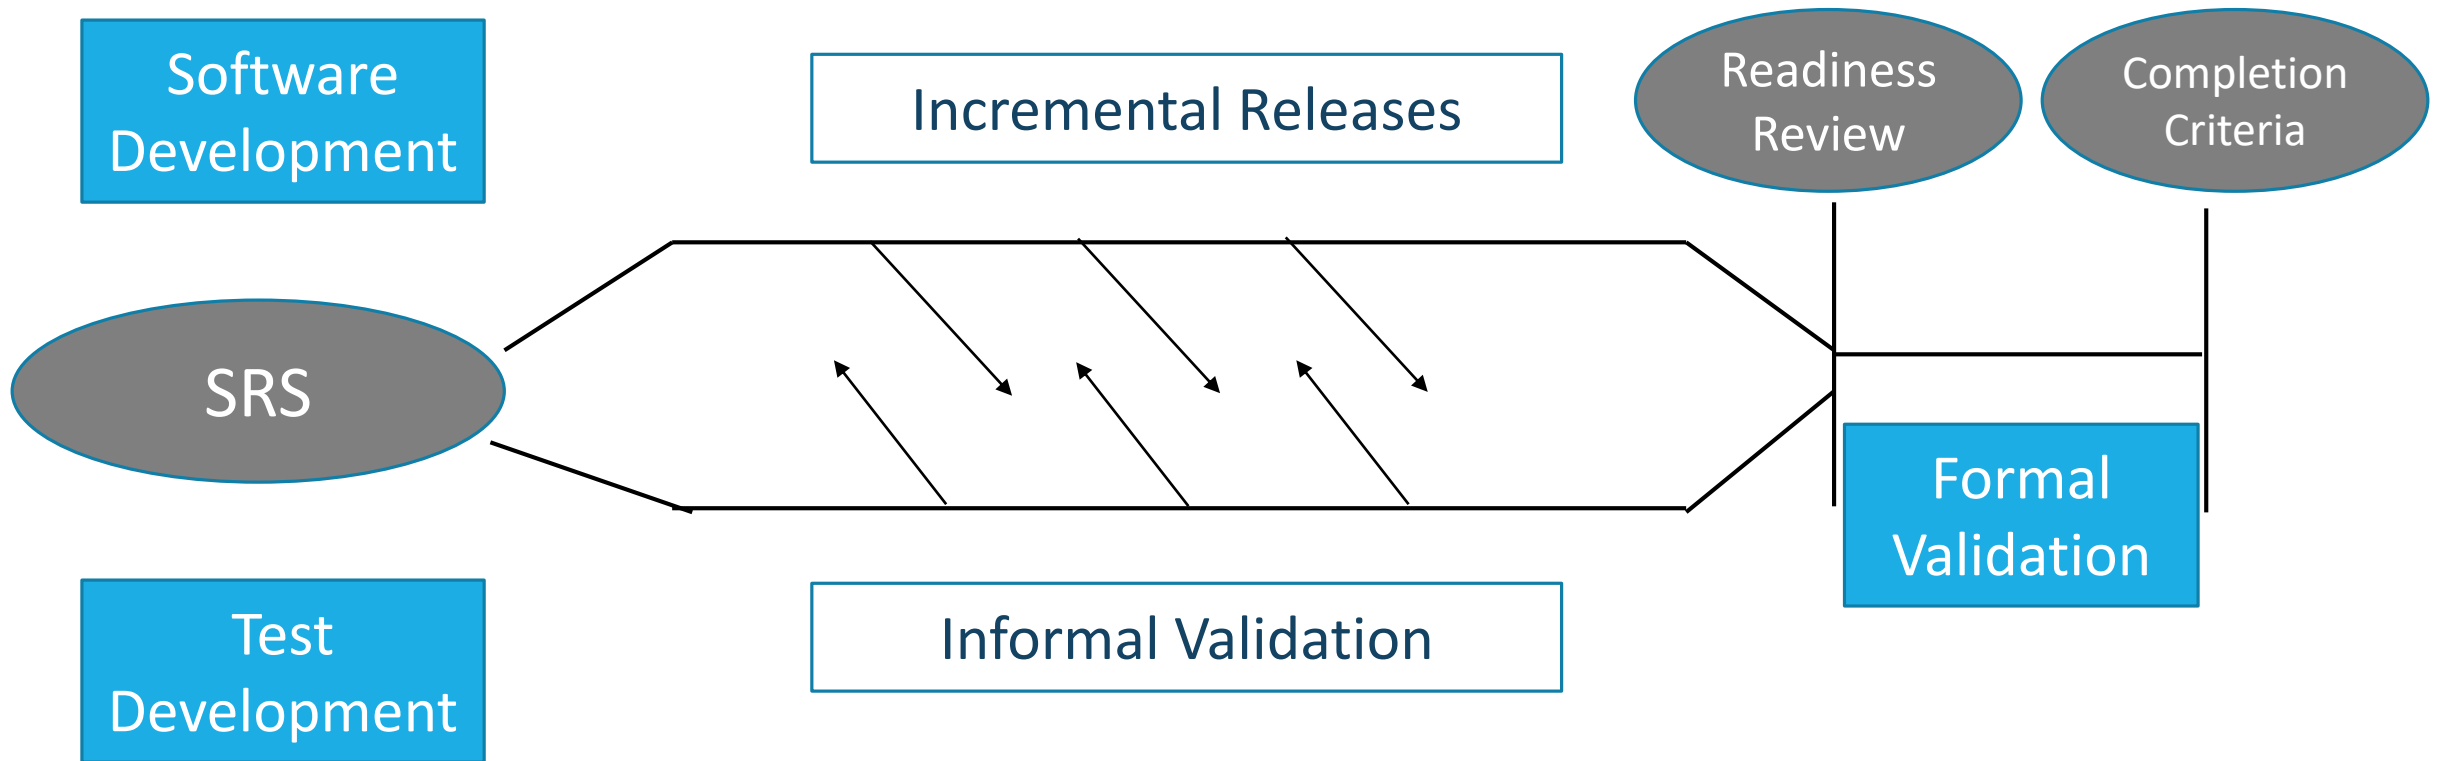 Software
Development
Incremental Releases
Readiness
Review
Completion
Criteria
SRS
Formal
Validation
Test
Development
Informal Validation